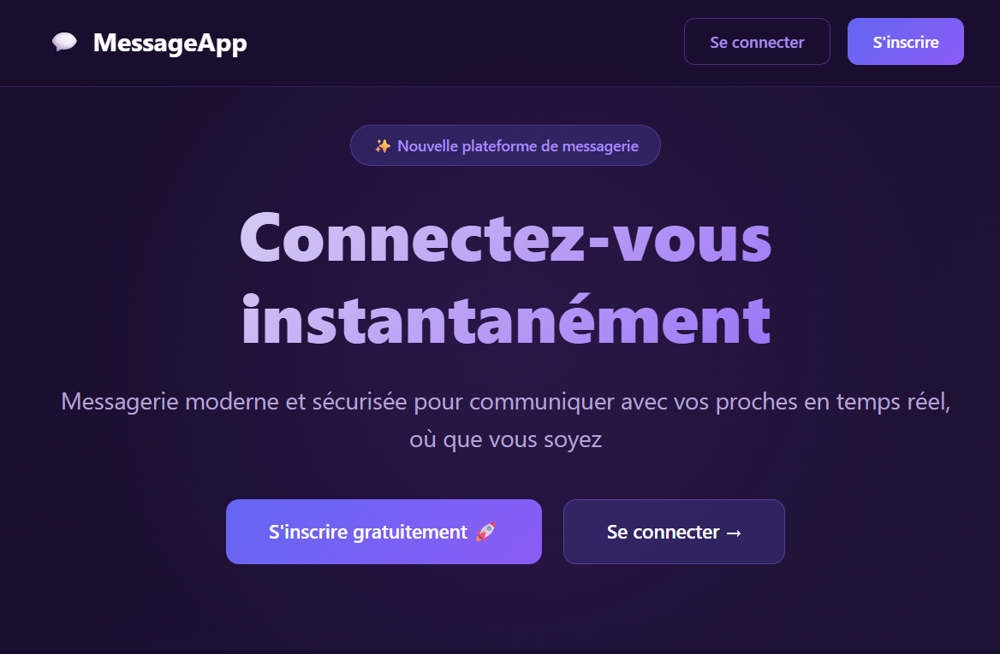 MessageApp
Se connecter
S'inscrire
✨ Nouvelle plateforme de messagerie
Connectez-vous
instantanément
Messagerie moderne et sécurisée pour communiquer avec vos proches en temps réel,
où que vous soyez
S'inscrire gratuitement 🚀
Se connecter →